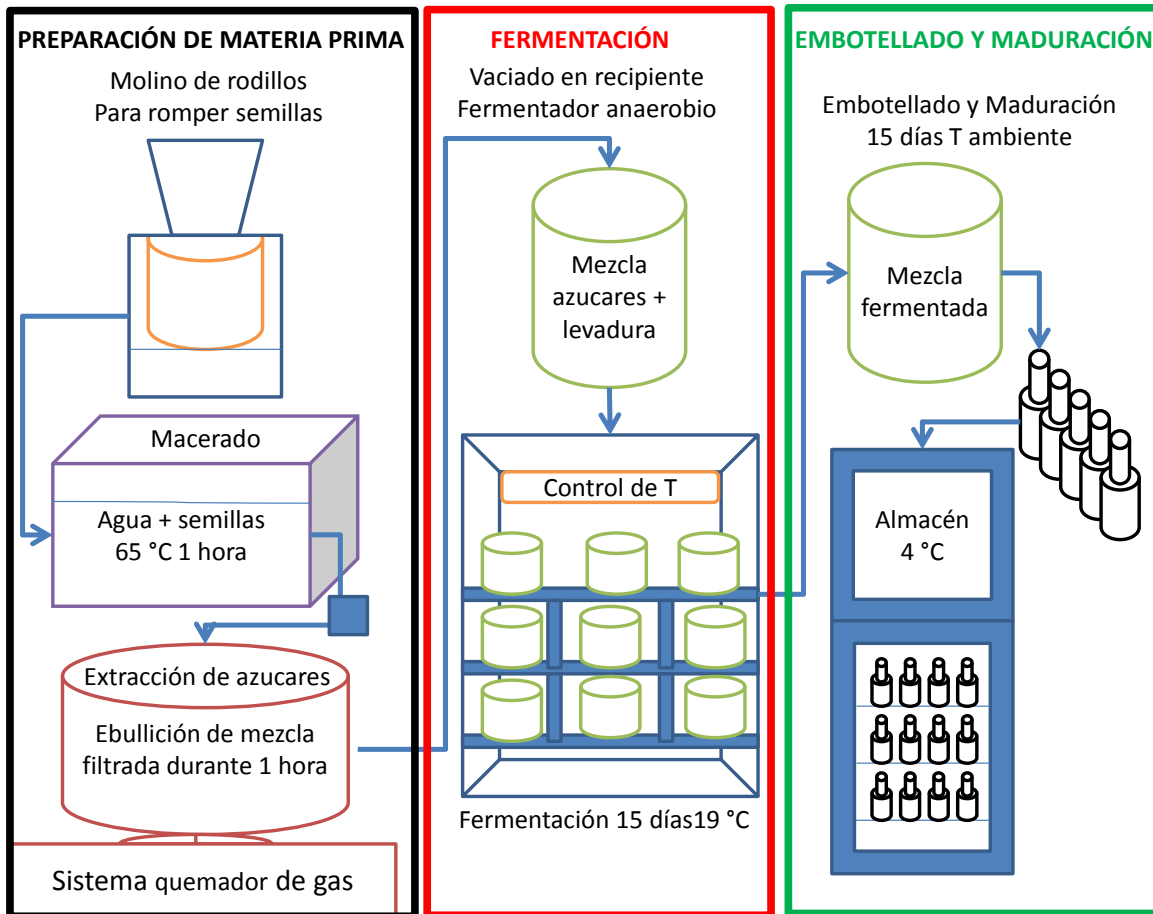 PREPARACIÓN DE MATERIA PRIMA
Molino de rodillos
Para romper semillas
Macerado
Agua + semillas
65 °C 1 hora
Extracción de azucares
Ebullición de mezcla
filtrada durante 1 hora
Sistema quemador de gas
FERMENTACIÓN
Vaciado en recipiente
Fermentador anaerobio
Mezcla
azucares +
levadura
Control de T
Fermentación 15 días19 °C
EMBOTELLADO Y MADURACIÓN
Embotellado y Maduración
15 días T ambiente
Mezcla
fermentada
Almacén
4 °C